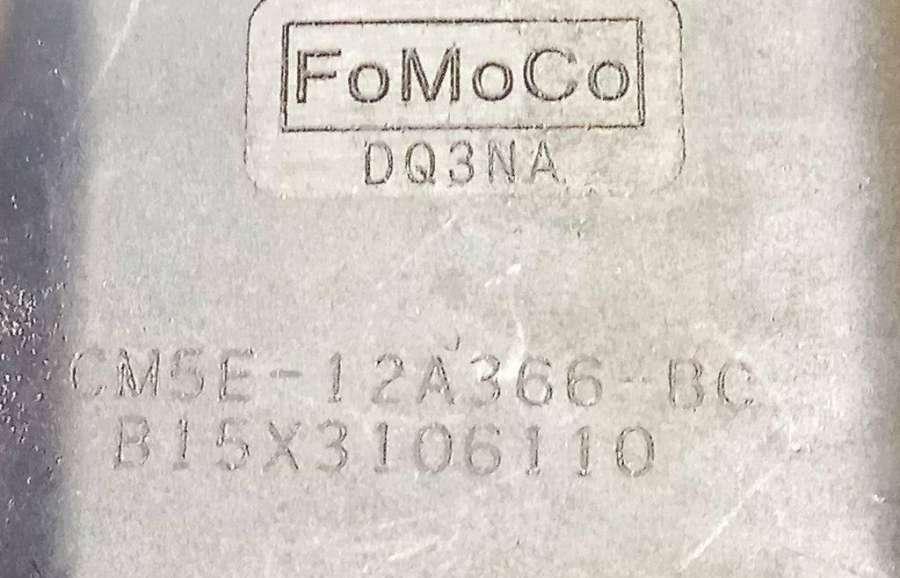 FoMoCo
DQ3NA
CM5E-12A366-BC
B15X3106110